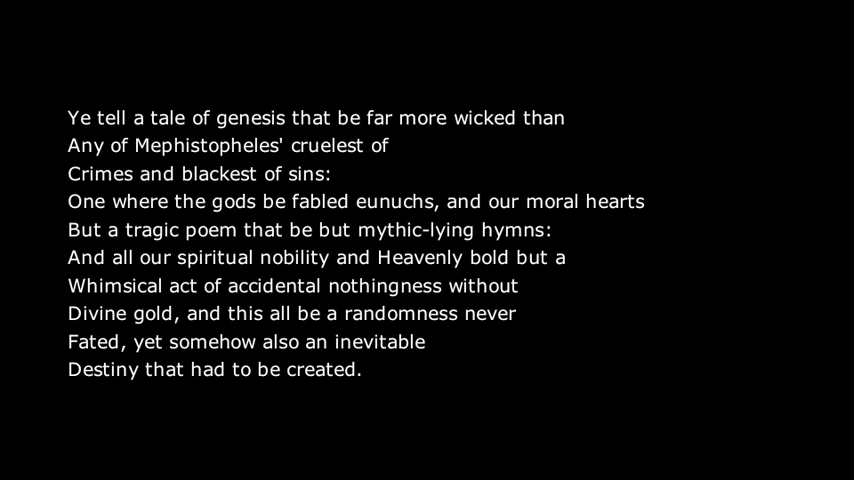 Ye tell a tale of genesis that be far more wicked than
Any of Mephistopheles' cruelest of
Crimes and blackest of sins:
One where the gods be fabled eunuchs, and our moral hearts
But a tragic poem that be but mythic-lying hymns:
And all our spiritual nobility and Heavenly bold but a
Whimsical act of accidental nothingness without
Divine gold, and this all be a randomness never
Fated, yet somehow also an inevitable
Destiny that had to be created.